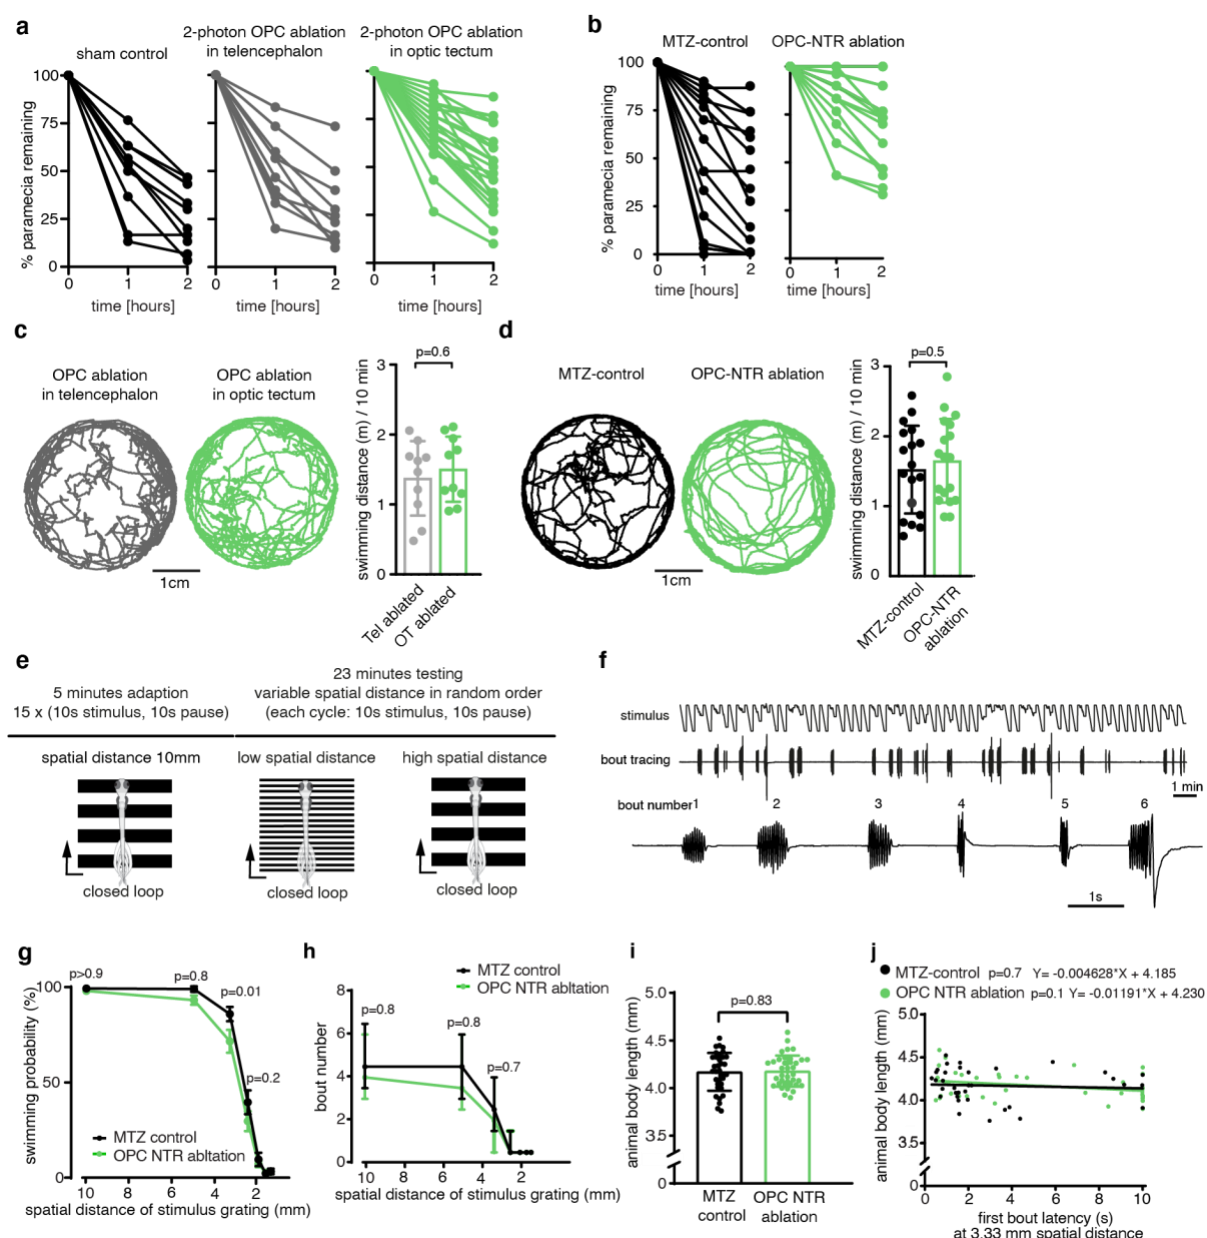 a
sham control
2-photon OPC ablation
in telencephalon
2-photon OPC ablation
in optic tectum
% paramecia remaining
100
75
50
25
0
0 1 2
0 1 2
0 1 2
time [hours]
time [hours]
time [hours]
b
MTZ-control
OPC-NTR ablation
% paramecia remaining
100
75
50
25
0
0 1 2
0 1 2
time [hours]
time [hours]
c
OPC ablation
in telencephalon
OPC ablation
in optic tectum
1cm
swimming distance (m) / 10 min
3
2
1
0
p=0.6
Tel ablated
OT ablated
d
MTZ-control
OPC-NTR ablation
1cm
swimming distance (m) / 10 min
3
2
1
0
p=0.5
MTZ-control
OPC-NTR
ablation
e
5 minutes adaption
15 x (10s stimulus, 10s pause)
23 minutes testing
variable spatial distance in random order
(each cycle: 10s stimulus, 10s pause)
spatial distance 10mm
low spatial distance
high spatial distance
closed loop
closed loop
closed loop
f
stimulus
bout tracing
1 min
bout number 1 2 3 4 5 6
1s
g
p>0.9
p=0.8
p=0.01
p=0.2
swimming probability (%)
100
50
0
MTZ control
OPC NTR abltation
10 8 6 4 2
spatial distance of stimulus grating (mm)
h
MTZ control
OPC NTR abltation
bout number
8
6
4
2
0
p=0.8
p=0.8
p=0.7
10 8 6 4 2
spatial distance of stimulus grating (mm)
i
animal body length (mm)
5.0
4.5
4.0
3.5
0
p=0.83
MTZ
control
OPC NTR
ablation
j
MTZ-control p=0.7 Y= -0.004628*X + 4.185
OPC NTR ablation p=0.1 Y= -0.01191*X + 4.230
animal body length (mm)
5.0
4.5
4.0
3.5
0
0 2 4 6 8 10
first bout latency (s)
at 3.33 mm spatial distance